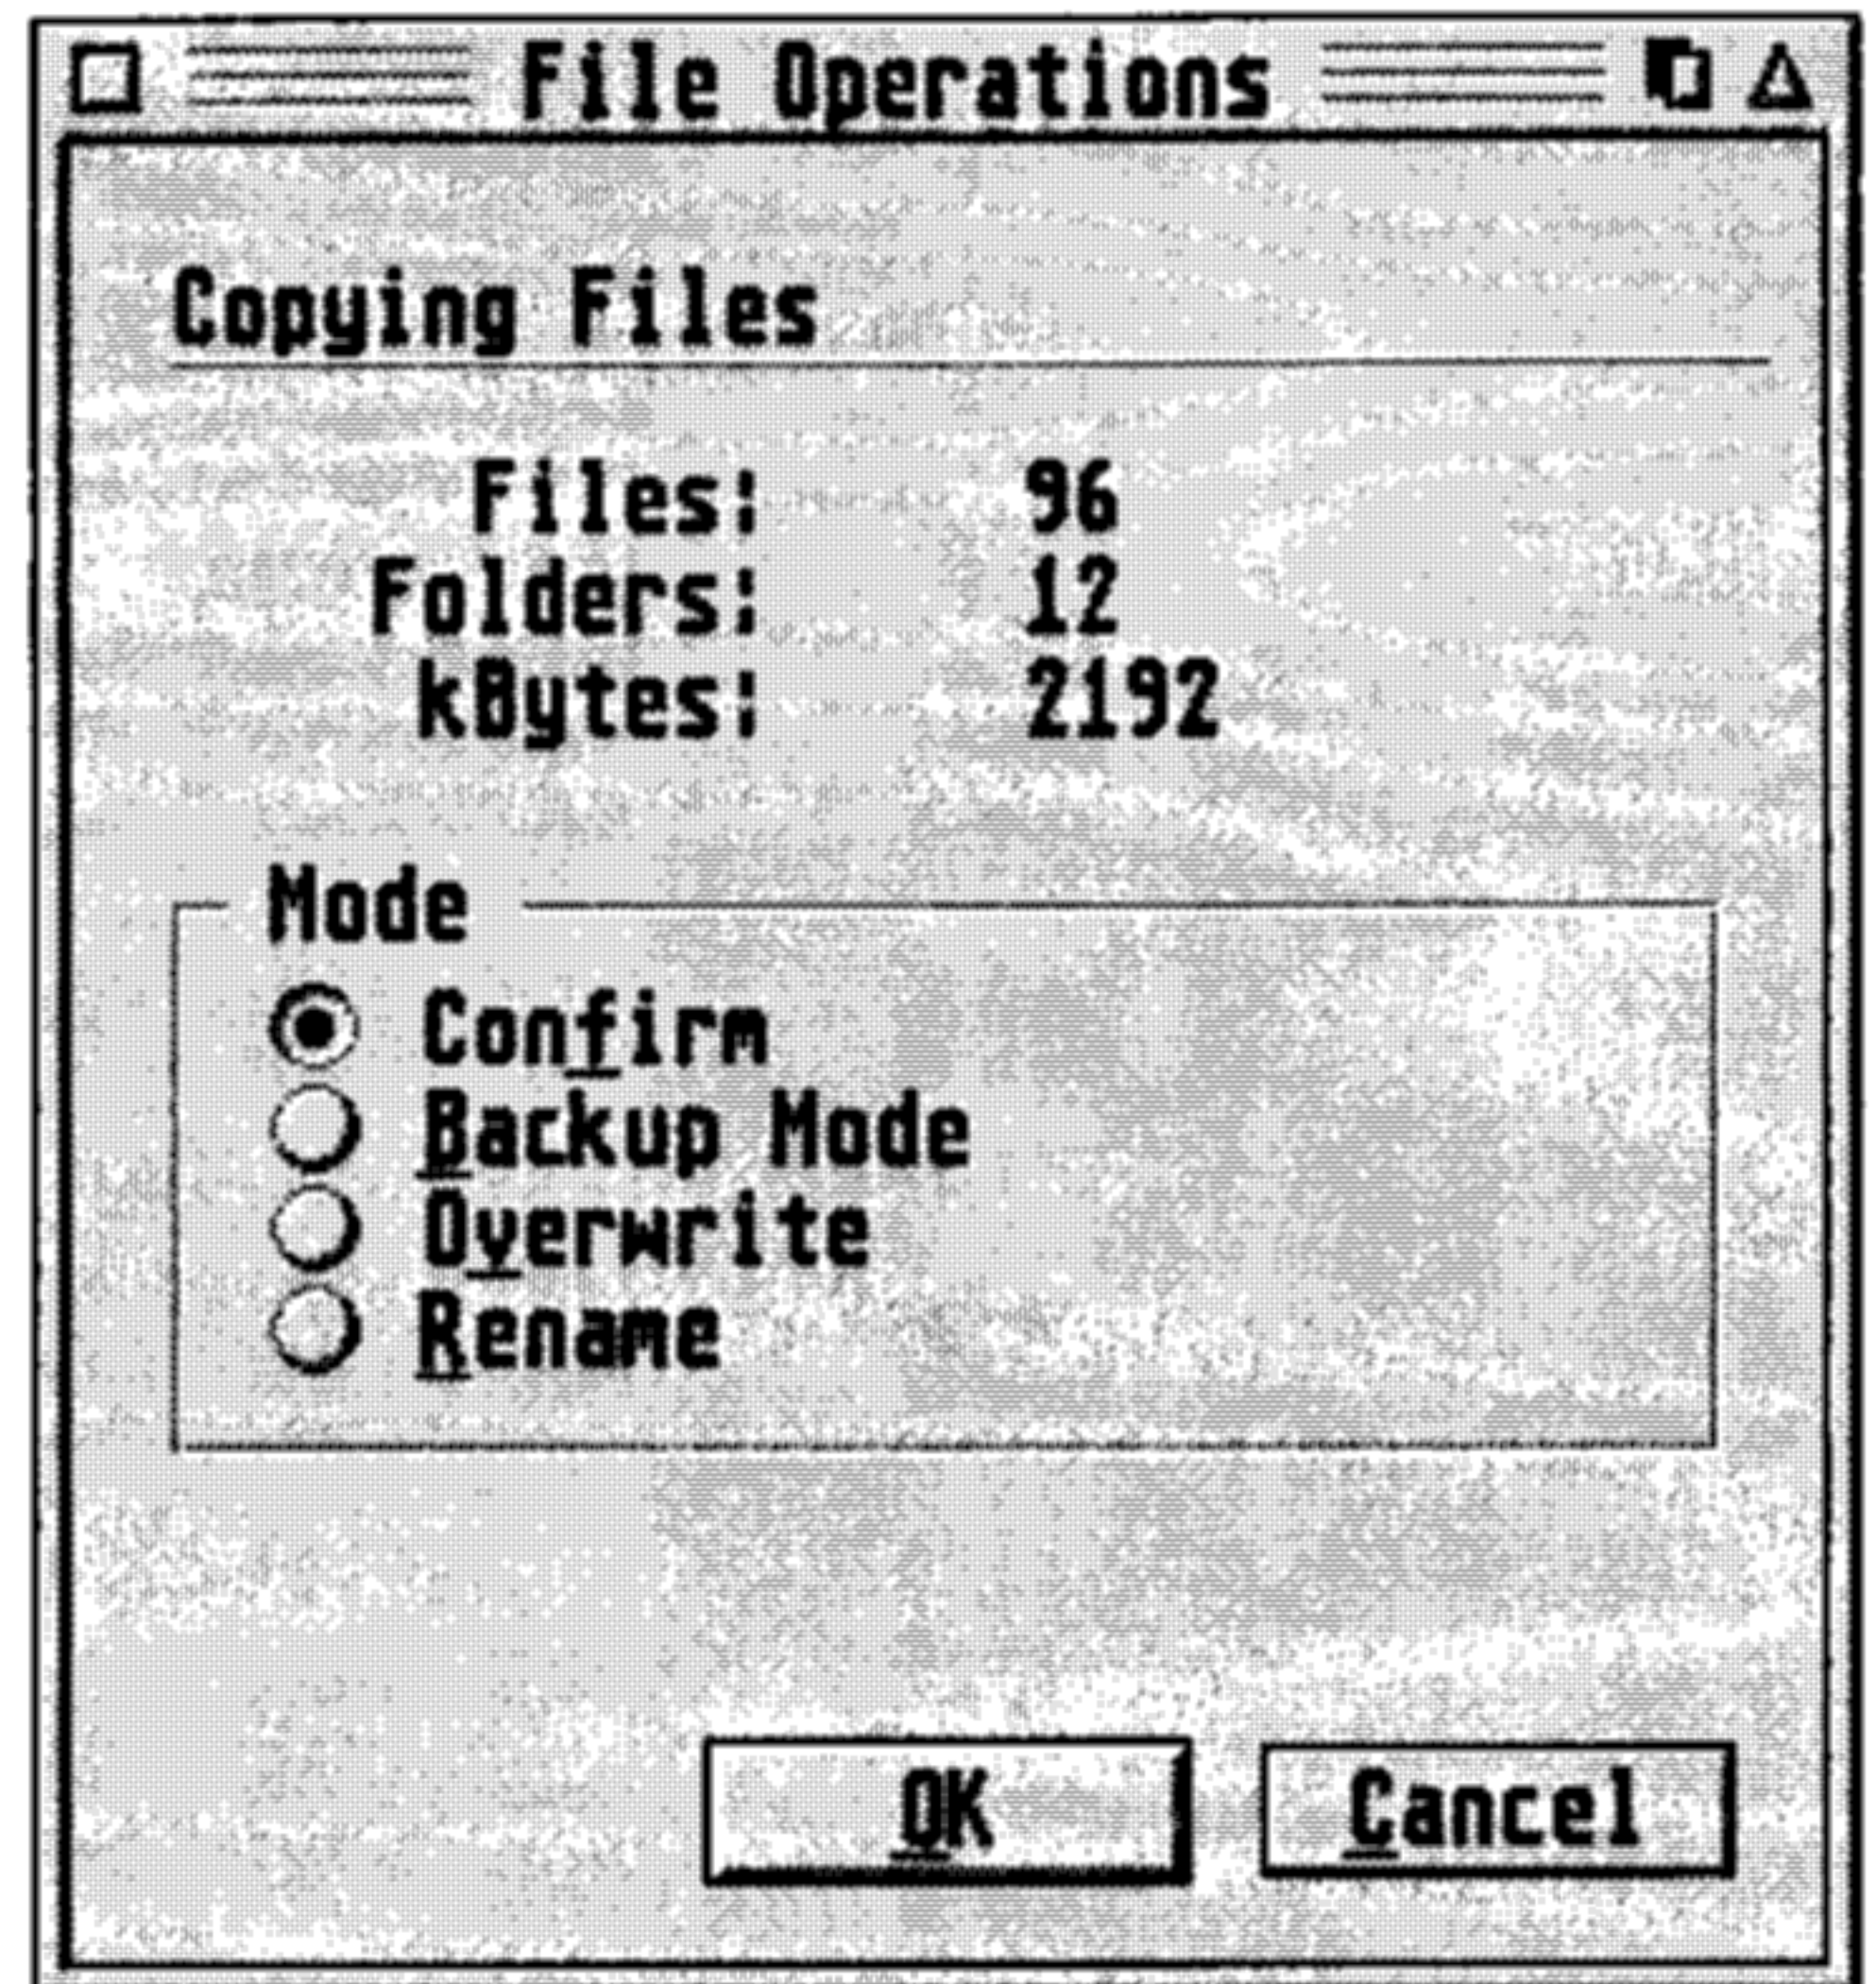 File Operations
Copying Files
Files: 96
Folders: 12
kBytes: 2192
Mode
Confirm
Backup Mode
Overwrite
Rename
OK Cancel